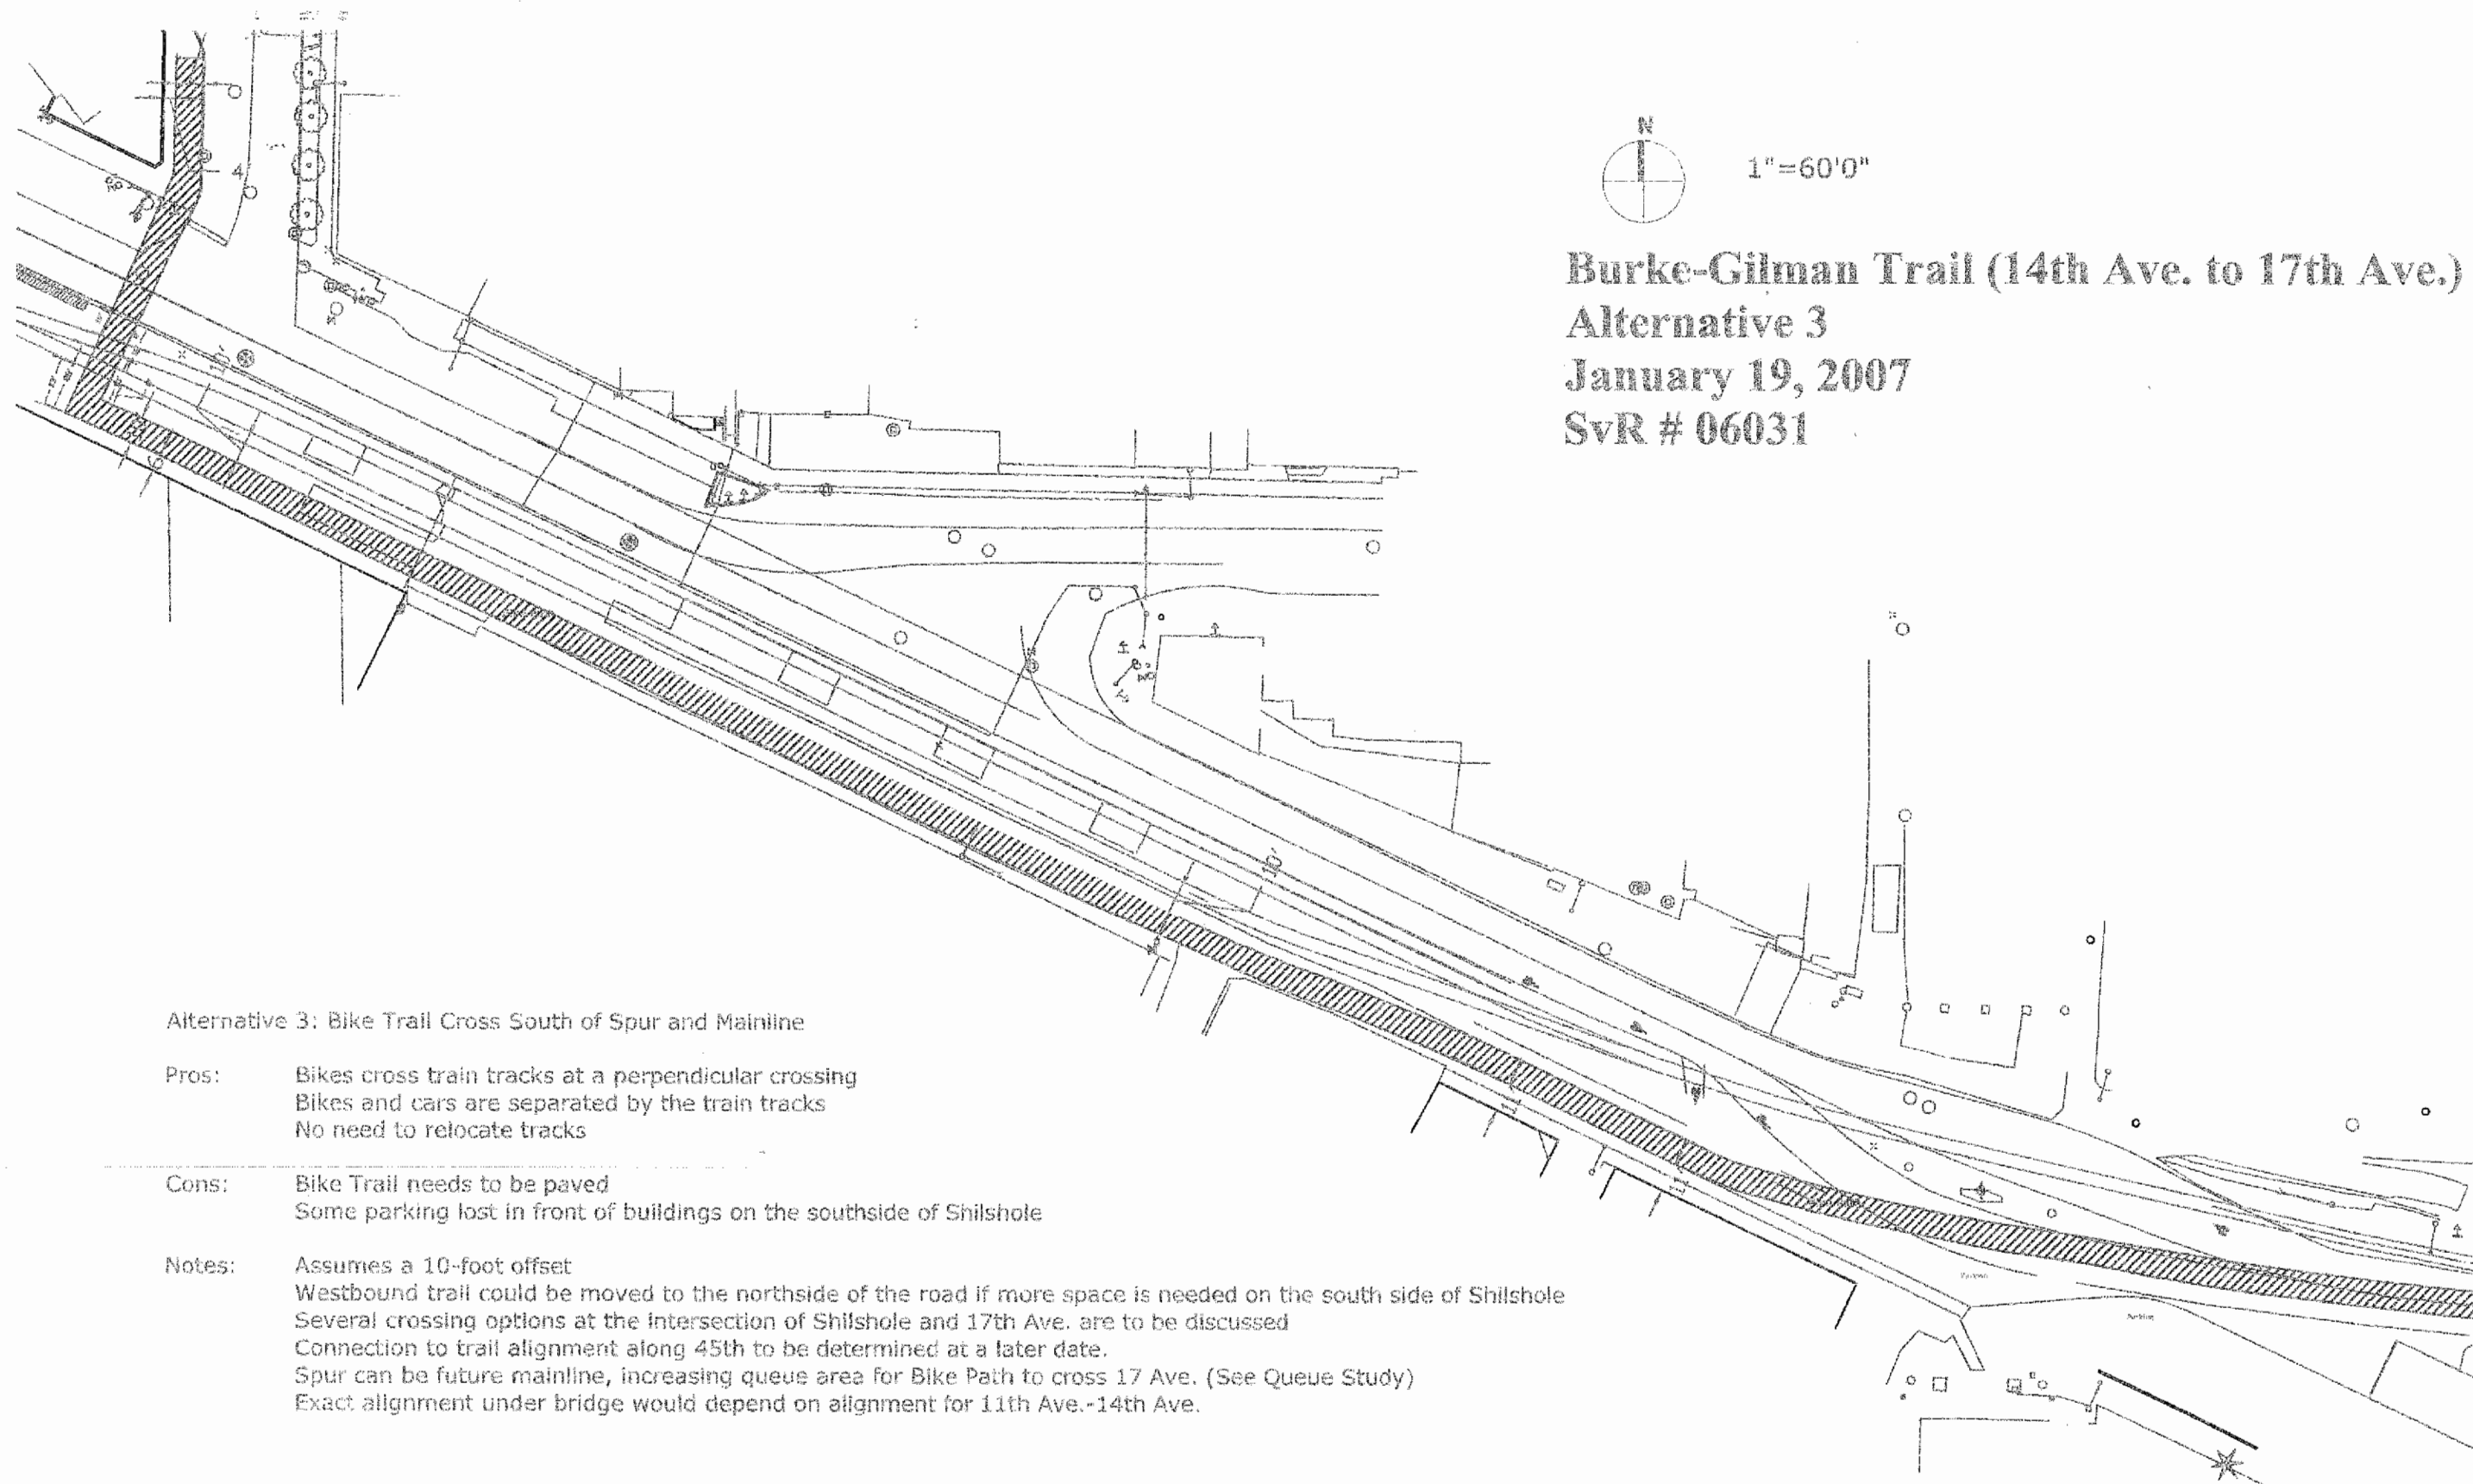 N
1"=60'0"
Burke-Gilman Trail (14th Ave. to 17th Ave.)
Alternative 3
January 19, 2007
SvR # 06031
10'
10'
Alternative 3: Bike Trail Cross South of Spur and Mainline
Pros: Bikes cross train tracks at a perpendicular crossing
Bikes and cars are separated by the train tracks
No need to relocate tracks
Cons: Bike Trail needs to be paved
Some parking lost in front of buildings on the southside of Shilshole
Notes: Assumes a 10-foot offset
Westbound trail could be moved to the northside of the road if more space is needed on the south side of Shilshole
Several crossing options at the intersection of Shilshole and 17th Ave. are to be discussed
Connection to trail alignment along 45th to be determined at a later date.
Spur can be future mainline, increasing queue area for Bike Path to cross 17 Ave. (See Queue Study)
Exact alignment under bridge would depend on alignment for 11th Ave.-14th Ave.